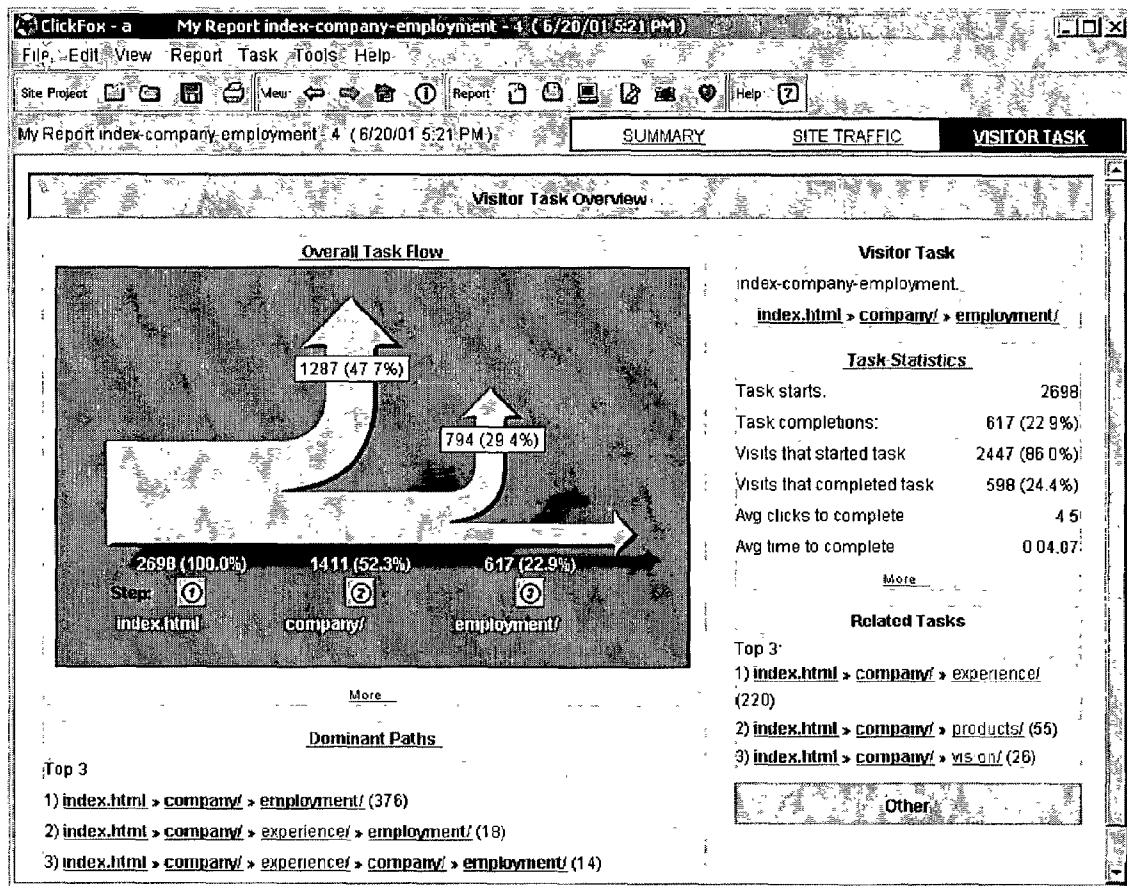 ClickFox - a My Report index-company-employment - 4 ( 6/20/01 5:21 PM )
File Edit View Report Task Tools Help
Site Project View Report Help
My Report index-company-employment 4 ( 6/20/01 5:21 PM )
SUMMARY SITE TRAFFIC VISITOR TASK
Visitor Task Overview
Overall Task Flow
1287 (47 7%)
794 (29 4%)
2698 (100.0%) 1411 (52.3%) 617 (22.9%)
Step: 1 2 3
index.html company/ employment/
More
Dominant Paths
Top 3
1) index.html » company/ » employment/ (376)
2) index.html » company/ » experience/ » employment/ (18)
3) index.html » company/ » experience/ » company/ » employment/ (14)
Visitor Task
index-company-employment.
index.html » company/ » employment/
Task Statistics
Task starts. 2698
Task completions: 617 (22 9%)
Visits that started task 2447 (86 0%)
Visits that completed task 598 (24.4%)
Avg clicks to complete 4 5
Avg time to complete 0 04.07
More
Related Tasks
Top 3
1) index.html » company/ » experience/
(220)
2) index.html » company/ » products/ (55)
3) index.html » company/ » vision/ (26)
Other